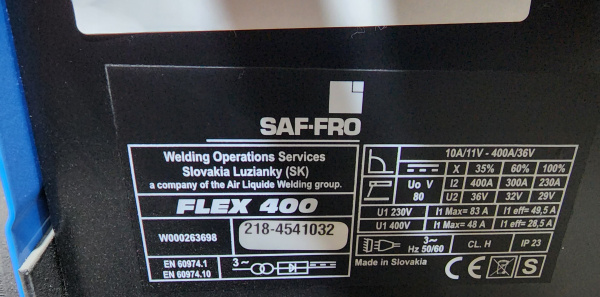 SAF-FRO
Welding Operations Services
Slovakia Luzianky (SK)
a company of the Air Liquide Welding group.
FLEX 400
W000263698
218-4541032
EN 60974.1
EN 60974.10
3~
10A/11V - 400A/36V
X 35% 60% 100%
Uo V
80
I2 400A 300A 230A
U2 36V 32V 29V
U1 230V I1 Max= 83 A I1 eff= 49,5 A
U1 400V I1 Max= 48 A I1 eff= 28,5 A
3~
Hz 50/60
CL. H
IP 23
Made in Slovakia
CE
S